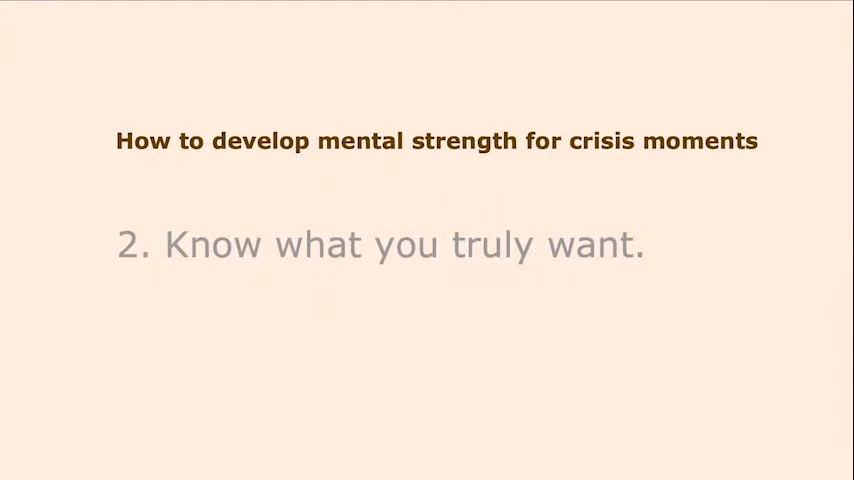 How to develop mental strength for crisis moments
2. Know what you truly want.